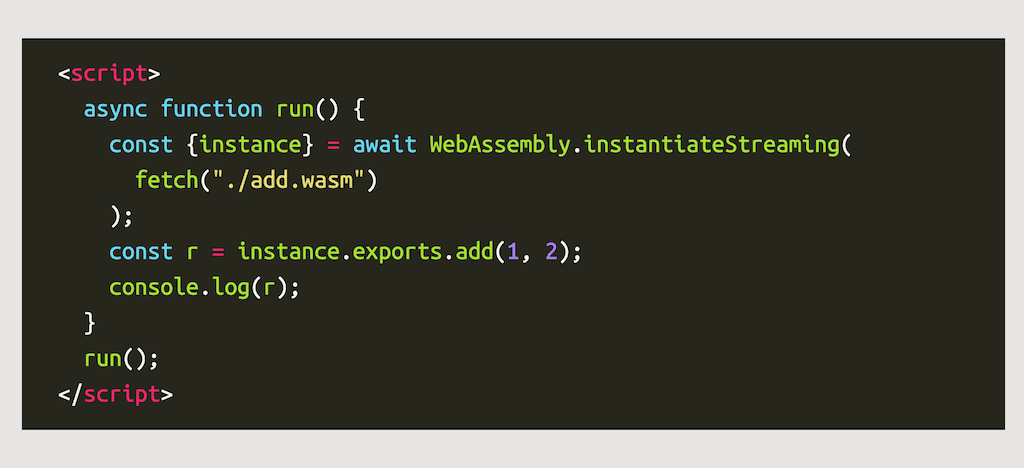 <script>
async function run() {
const {instance} = await WebAssembly.instantiateStreaming(
fetch("./add.wasm")
);
const r = instance.exports.add(1, 2);
console.log(r);
}
run();
</script>